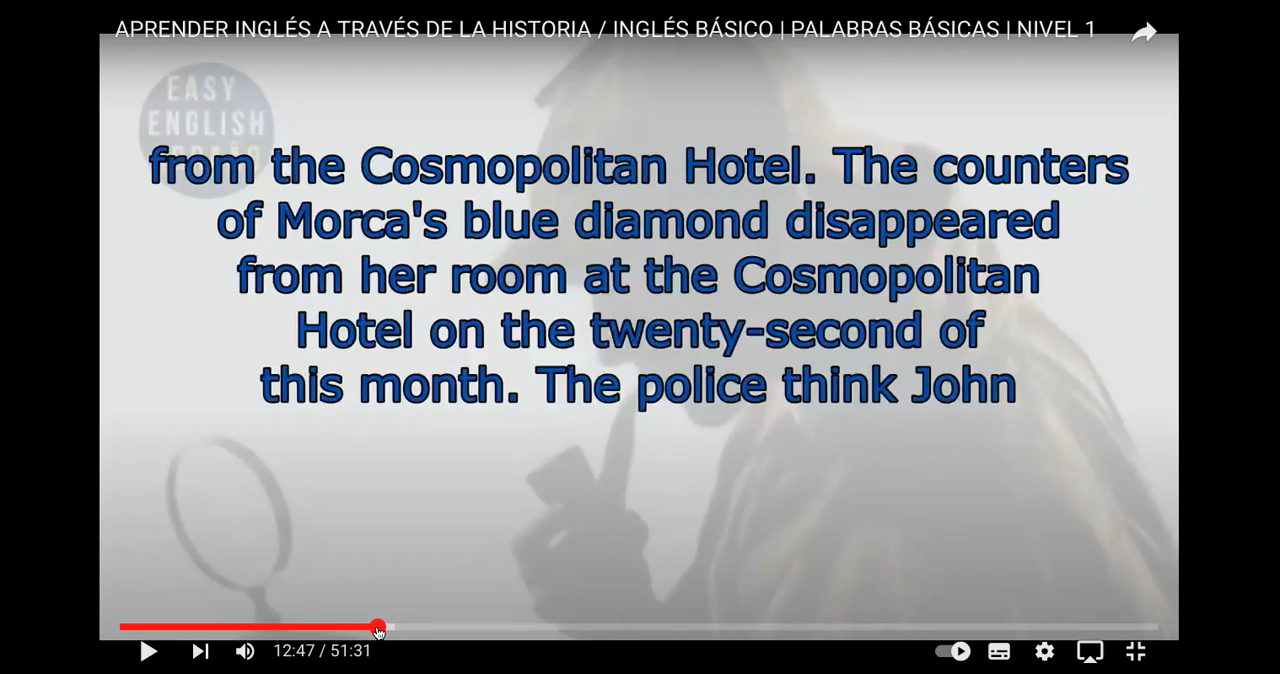 APRENDER INGLÉS A TRAVÉS DE LA HISTORIA / INGLÉS BÁSICO | PALABRAS BÁSICAS | NIVEL 1
EASY
ENGLISH
from the Cosmopolitan Hotel. The counters
of Morca's blue diamond disappeared
from her room at the Cosmopolitan
Hotel on the twenty-second of
this month. The police think John
12:47 / 51:31